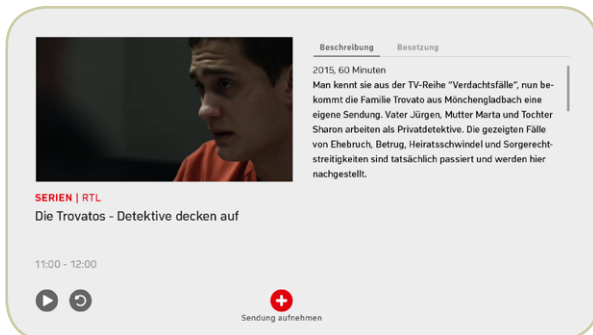 Beschreibung Besetzung
2015, 60 Minuten
Man kennt sie aus der TV-Reihe "Verdachtsfälle", nun be-
kommt die Familie Trovato aus Mönchengladbach eine
eigene Sendung. Vater Jürgen, Mutter Marta und Tochter
Sharon arbeiten als Privatdetektive. Die gezeigten Fälle
von Ehebruch, Betrug, Heiratsschwindel und Sorgerecht-
streitigkeiten sind tatsächlich passiert und werden hier
nachgestellt.
SERIEN | RTL
Die Trovatos - Detektive decken auf
11:00 - 12:00
Sendung aufnehmen